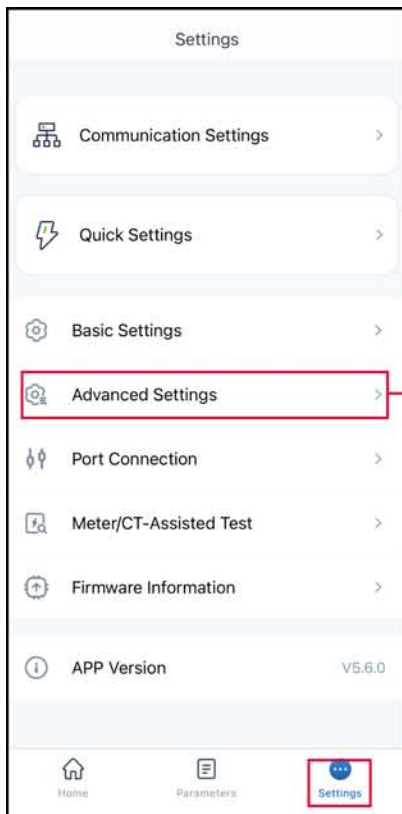 Settings
Communication Settings
Quick Settings
Basic Settings
Advanced Settings
Port Connection
Meter/CT-Assisted Test
Firmware Information
APP Version V5.6.0
Home Parameters Settings